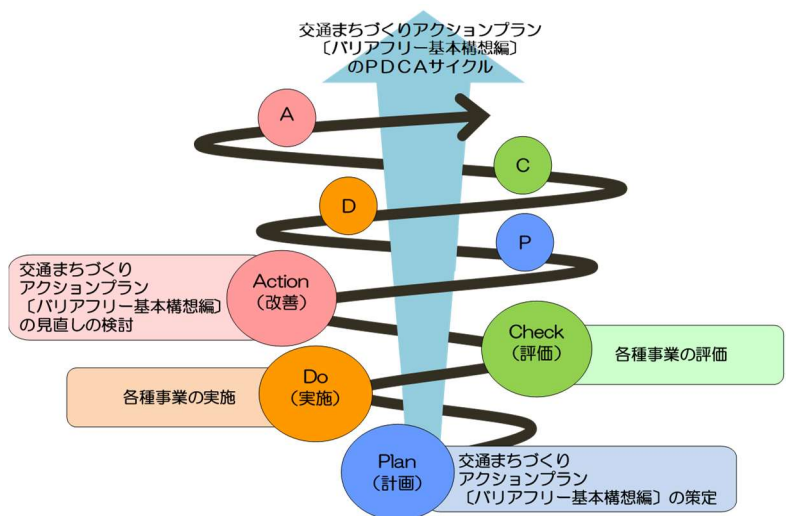 交通まちづくりアクションプラン
〔バリアフリー基本構想編〕
のPDCAサイクル
A
C
D
P
交通まちづくり
アクションプラン
〔バリアフリー基本構想編〕
の見直しの検討
Action
(改善)
Check
(評価)
各種事業の評価
各種事業の実施
Do
(実施)
Plan
(計画)
交通まちづくり
アクションプラン
〔バリアフリー基本構想編〕の策定